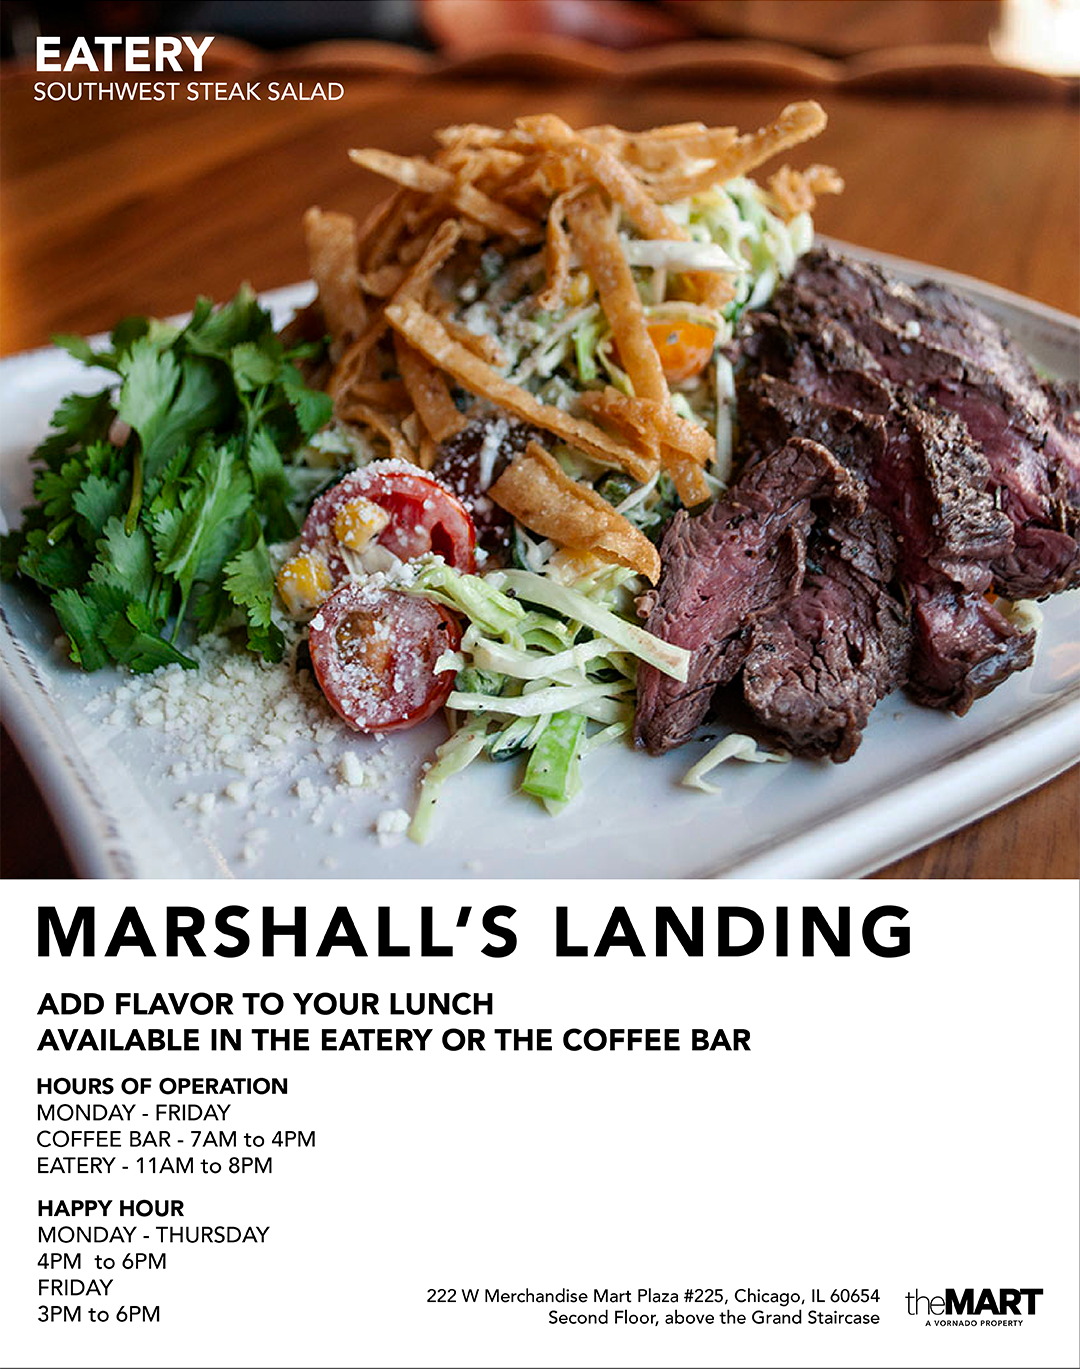 EATERY
SOUTHWEST STEAK SALAD
MARSHALL'S LANDING
ADD FLAVOR TO YOUR LUNCH
AVAILABLE IN THE EATERY OR THE COFFEE BAR
HOURS OF OPERATION
MONDAY - FRIDAY
COFFEE BAR - 7AM to 4PM
EATERY - 11AM to 8PM
HAPPY HOUR
MONDAY - THURSDAY
4PM  to 6PM
FRIDAY
3PM to 6PM
222 W Merchandise Mart Plaza #225, Chicago, IL 60654
Second Floor, above the Grand Staircase
theMART
A VORNADO PROPERTY